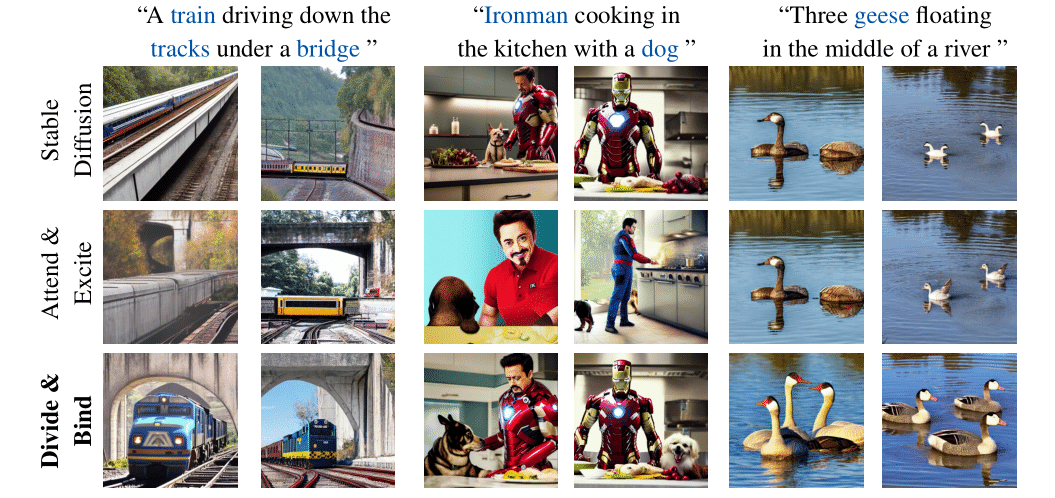 “A train driving down the
tracks under a bridge ”
“Ironman cooking in
the kitchen with a dog ”
“Three geese floating
in the middle of a river ”
Stable
Diffusion
Attend &
Excite
Divide &
Bind